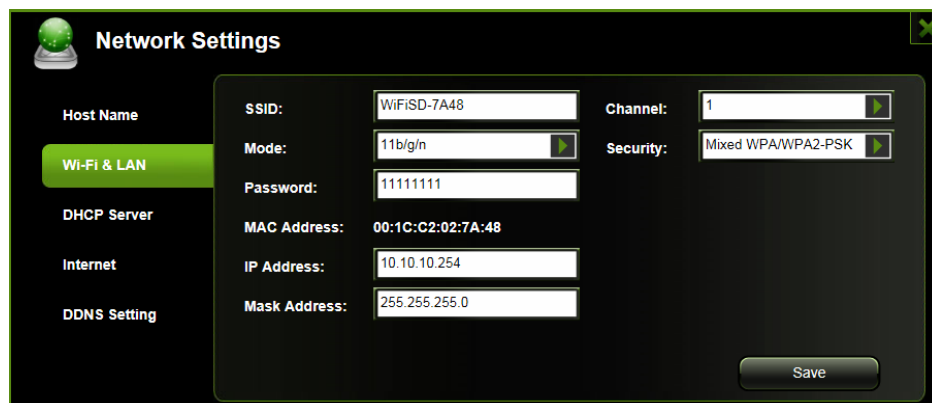 Network Settings
Host Name
Wi-Fi & LAN
DHCP Server
Internet
DDNS Setting
SSID: WiFiSD-7A48 Channel: 1
Mode: 11b/g/n Security: Mixed WPA/WPA2-PSK
Password: 11111111
MAC Address: 00:1C:C2:02:7A:48
IP Address: 10.10.10.254
Mask Address: 255.255.255.0
Save